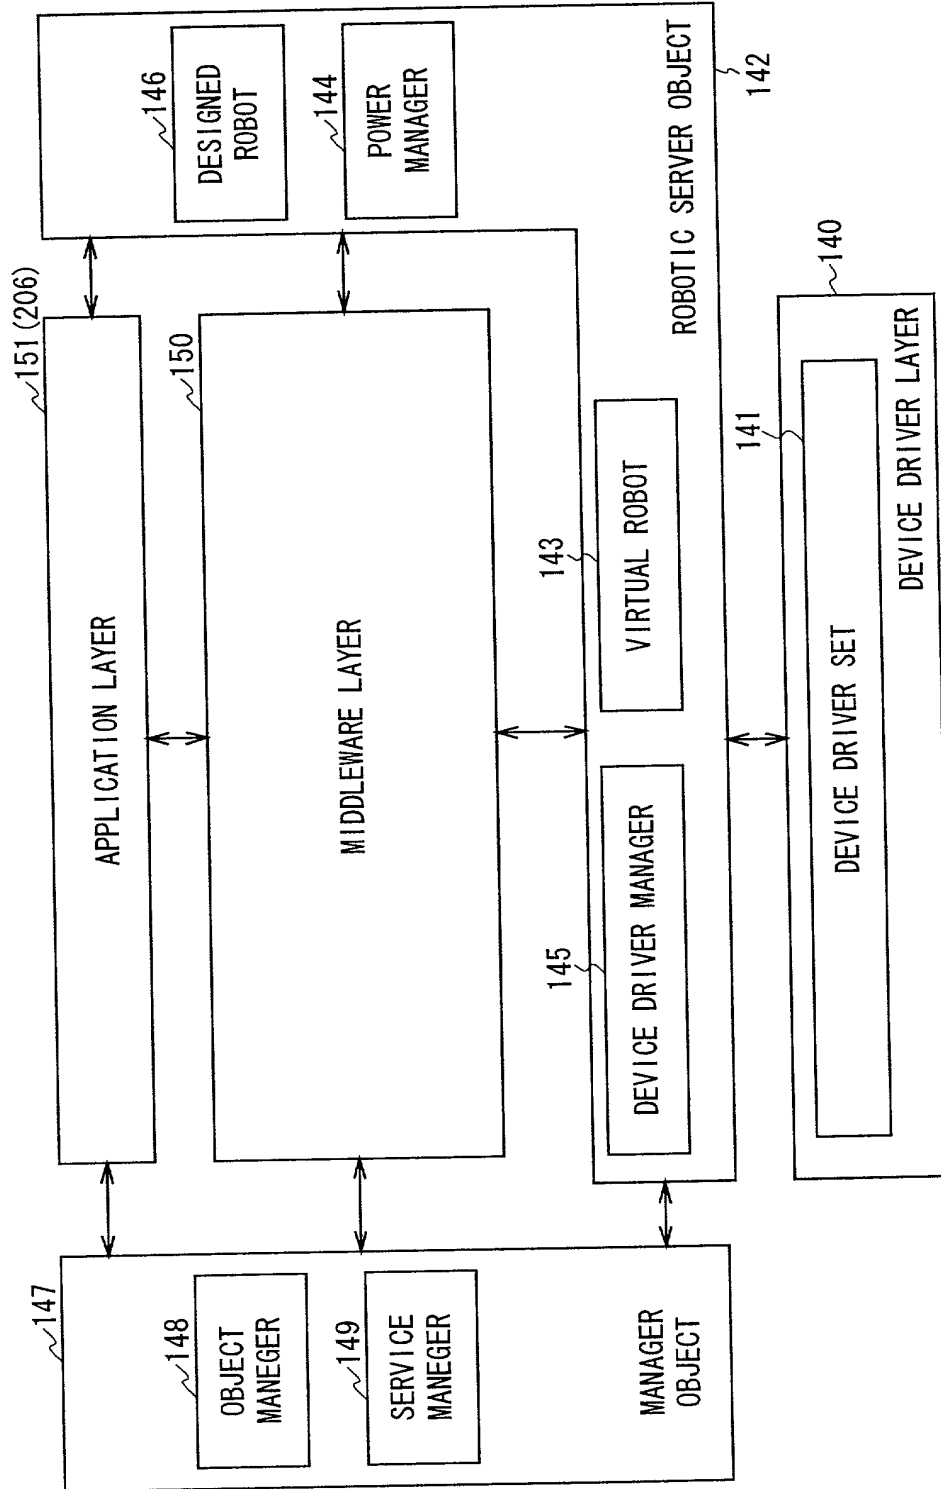 147
148
OBJECT
MANEGER
149
SERVICE
MANEGER
MANAGER
OBJECT
151 (206)
APPLICATION LAYER
150
MIDDLEWARE LAYER
146
DESIGNED
ROBOT
144
POWER
MANAGER
145
DEVICE DRIVER MANAGER
143
VIRTUAL ROBOT
ROBOTIC SERVER OBJECT
142
141
DEVICE DRIVER SET
140
DEVICE DRIVER LAYER